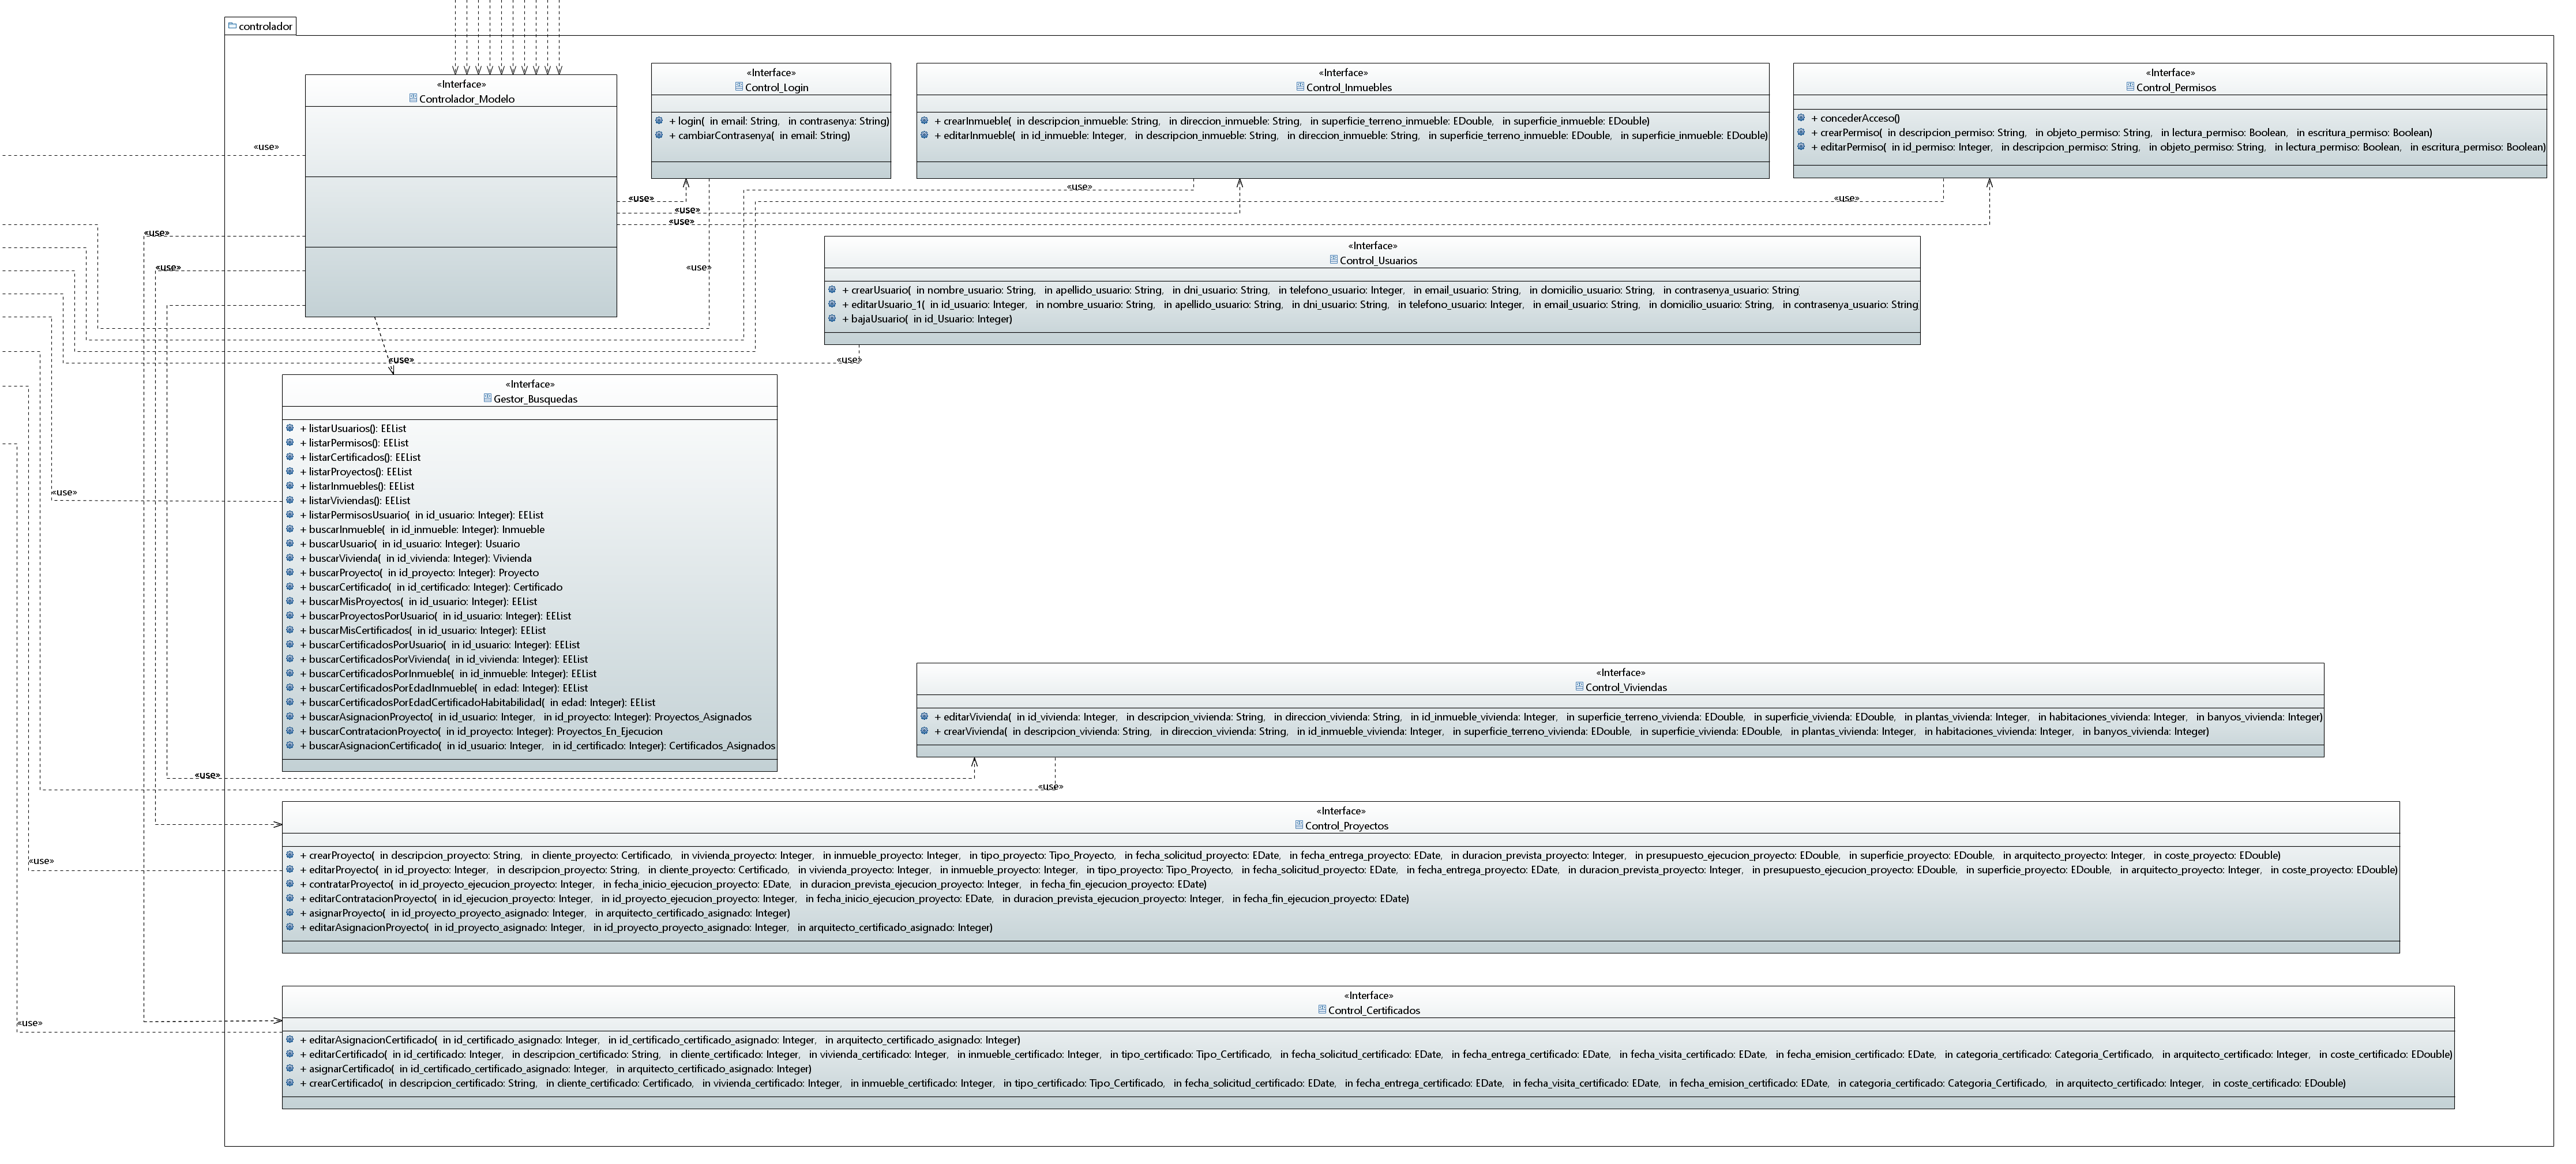 controlador
«Interface»
Controlador_Modelo
«Interface»
Control_Login
+ login(  in email: String,   in contrasenya: String)
+ cambiarContrasenya(  in email: String)
«Interface»
Control_Inmuebles
+ crearInmueble(  in descripcion_inmueble: String,   in direccion_inmueble: String,   in superficie_terreno_inmueble: EDouble,   in superficie_inmueble: EDouble)
+ editarInmueble(  in id_inmueble: Integer,   in descripcion_inmueble: String,   in direccion_inmueble: String,   in superficie_terreno_inmueble: EDouble,   in superficie_inmueble: EDouble)
«Interface»
Control_Permisos
+ concederAcceso()
+ crearPermiso(  in descripcion_permiso: String,   in objeto_permiso: String,   in lectura_permiso: Boolean,   in escritura_permiso: Boolean)
+ editarPermiso(  in id_permiso: Integer,   in descripcion_permiso: String,   in objeto_permiso: String,   in lectura_permiso: Boolean,   in escritura_permiso: Boolean)
«use»
«use»
«use»
«use»
«use»
«use»
«use»
«use»
«use»
«Interface»
Control_Usuarios
+ crearUsuario(  in nombre_usuario: String,   in apellido_usuario: String,   in dni_usuario: String,   in telefono_usuario: Integer,   in email_usuario: String,   in domicilio_usuario: String,   in contrasenya_usuario: String
+ editarUsuario_1(  in id_usuario: Integer,   in nombre_usuario: String,   in apellido_usuario: String,   in dni_usuario: String,   in telefono_usuario: Integer,   in email_usuario: String,   in domicilio_usuario: String,   in contrasenya_usuario: String
+ bajaUsuario(  in id_Usuario: Integer)
«use»
«use»
«Interface»
Gestor_Busquedas
+ listarUsuarios(): EEList
+ listarPermisos(): EEList
+ listarCertificados(): EEList
+ listarProyectos(): EEList
+ listarInmuebles(): EEList
+ listarViviendas(): EEList
+ listarPermisosUsuario(  in id_usuario: Integer): EEList
+ buscarInmueble(  in id_inmueble: Integer): Inmueble
+ buscarUsuario(  in id_usuario: Integer): Usuario
+ buscarVivienda(  in id_vivienda: Integer): Vivienda
+ buscarProyecto(  in id_proyecto: Integer): Proyecto
+ buscarCertificado(  in id_certificado: Integer): Certificado
+ buscarMisProyectos(  in id_usuario: Integer): EEList
+ buscarProyectosPorUsuario(  in id_usuario: Integer): EEList
+ buscarMisCertificados(  in id_usuario: Integer): EEList
+ buscarCertificadosPorUsuario(  in id_usuario: Integer): EEList
+ buscarCertificadosPorVivienda(  in id_vivienda: Integer): EEList
+ buscarCertificadosPorInmueble(  in id_inmueble: Integer): EEList
+ buscarCertificadosPorEdadInmueble(  in edad: Integer): EEList
+ buscarCertificadosPorEdadCertificadoHabitabilidad(  in edad: Integer): EEList
+ buscarAsignacionProyecto(  in id_usuario: Integer,   in id_proyecto: Integer): Proyectos_Asignados
+ buscarContratacionProyecto(  in id_proyecto: Integer): Proyectos_En_Ejecucion
+ buscarAsignacionCertificado(  in id_usuario: Integer,   in id_certificado: Integer): Certificados_Asignados
«use»
«Interface»
Control_Viviendas
+ editarVivienda(  in id_vivienda: Integer,   in descripcion_vivienda: String,   in direccion_vivienda: String,   in id_inmueble_vivienda: Integer,   in superficie_terreno_vivienda: EDouble,   in superficie_vivienda: EDouble,   in plantas_vivienda: Integer,   in habitaciones_vivienda: Integer,   in banyos_vivienda: Integer)
+ crearVivienda(  in descripcion_vivienda: String,   in direccion_vivienda: String,   in id_inmueble_vivienda: Integer,   in superficie_terreno_vivienda: EDouble,   in superficie_vivienda: EDouble,   in plantas_vivienda: Integer,   in habitaciones_vivienda: Integer,   in banyos_vivienda: Integer)
«use»
«use»
«Interface»
Control_Proyectos
+ crearProyecto(  in descripcion_proyecto: String,   in cliente_proyecto: Certificado,   in vivienda_proyecto: Integer,   in inmueble_proyecto: Integer,   in tipo_proyecto: Tipo_Proyecto,   in fecha_solicitud_proyecto: EDate,   in fecha_entrega_proyecto: EDate,   in duracion_prevista_proyecto: Integer,   in presupuesto_ejecucion_proyecto: EDouble,   in superficie_proyecto: EDouble,   in arquitecto_proyecto: Integer,   in coste_proyecto: EDouble)
+ editarProyecto(  in id_proyecto: Integer,   in descripcion_proyecto: String,   in cliente_proyecto: Certificado,   in vivienda_proyecto: Integer,   in inmueble_proyecto: Integer,   in tipo_proyecto: Tipo_Proyecto,   in fecha_solicitud_proyecto: EDate,   in fecha_entrega_proyecto: EDate,   in duracion_prevista_proyecto: Integer,   in presupuesto_ejecucion_proyecto: EDouble,   in superficie_proyecto: EDouble,   in arquitecto_proyecto: Integer,   in coste_proyecto: EDouble)
+ contratarProyecto(  in id_proyecto_ejecucion_proyecto: Integer,   in fecha_inicio_ejecucion_proyecto: EDate,   in duracion_prevista_ejecucion_proyecto: Integer,   in fecha_fin_ejecucion_proyecto: EDate)
+ editarContratacionProyecto(  in id_ejecucion_proyecto: Integer,   in id_proyecto_ejecucion_proyecto: Integer,   in fecha_inicio_ejecucion_proyecto: EDate,   in duracion_prevista_ejecucion_proyecto: Integer,   in fecha_fin_ejecucion_proyecto: EDate)
+ asignarProyecto(  in id_proyecto_proyecto_asignado: Integer,   in arquitecto_certificado_asignado: Integer)
+ editarAsignacionProyecto(  in id_proyecto_asignado: Integer,   in id_proyecto_proyecto_asignado: Integer,   in arquitecto_certificado_asignado: Integer)
«use»
«Interface»
Control_Certificados
+ editarAsignacionCertificado(  in id_certificado_asignado: Integer,   in id_certificado_certificado_asignado: Integer,   in arquitecto_certificado_asignado: Integer)
+ editarCertificado(  in id_certificado: Integer,   in descripcion_certificado: String,   in cliente_certificado: Integer,   in vivienda_certificado: Integer,   in inmueble_certificado: Integer,   in tipo_certificado: Tipo_Certificado,   in fecha_solicitud_certificado: EDate,   in fecha_entrega_certificado: EDate,   in fecha_visita_certificado: EDate,   in fecha_emision_certificado: EDate,   in categoria_certificado: Categoria_Certificado,   in arquitecto_certificado: Integer,   in coste_certificado: EDouble)
+ asignarCertificado(  in id_certificado_certificado_asignado: Integer,   in arquitecto_certificado_asignado: Integer)
+ crearCertificado(  in descripcion_certificado: String,   in cliente_certificado: Certificado,   in vivienda_certificado: Integer,   in inmueble_certificado: Integer,   in tipo_certificado: Tipo_Certificado,   in fecha_solicitud_certificado: EDate,   in fecha_entrega_certificado: EDate,   in fecha_visita_certificado: EDate,   in fecha_emision_certificado: EDate,   in categoria_certificado: Categoria_Certificado,   in arquitecto_certificado: Integer,   in coste_certificado: EDouble)
«use»